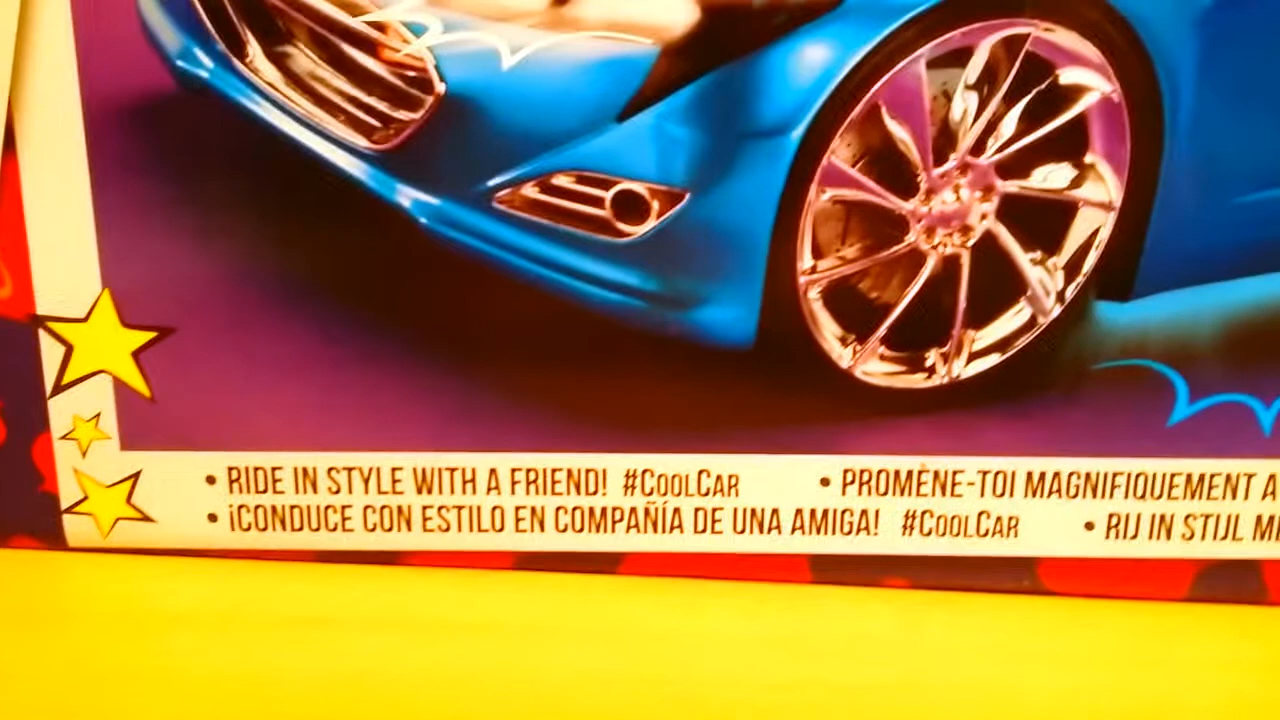 • RIDE IN STYLE WITH A FRIEND! #COOLCAR • PROMÈNE-TOI MAGNIFIQUEMENT A
• ¡CONDUCE CON ESTILO EN COMPAÑÍA DE UNA AMIGA! #COOLCAR • RIJ IN STIJL